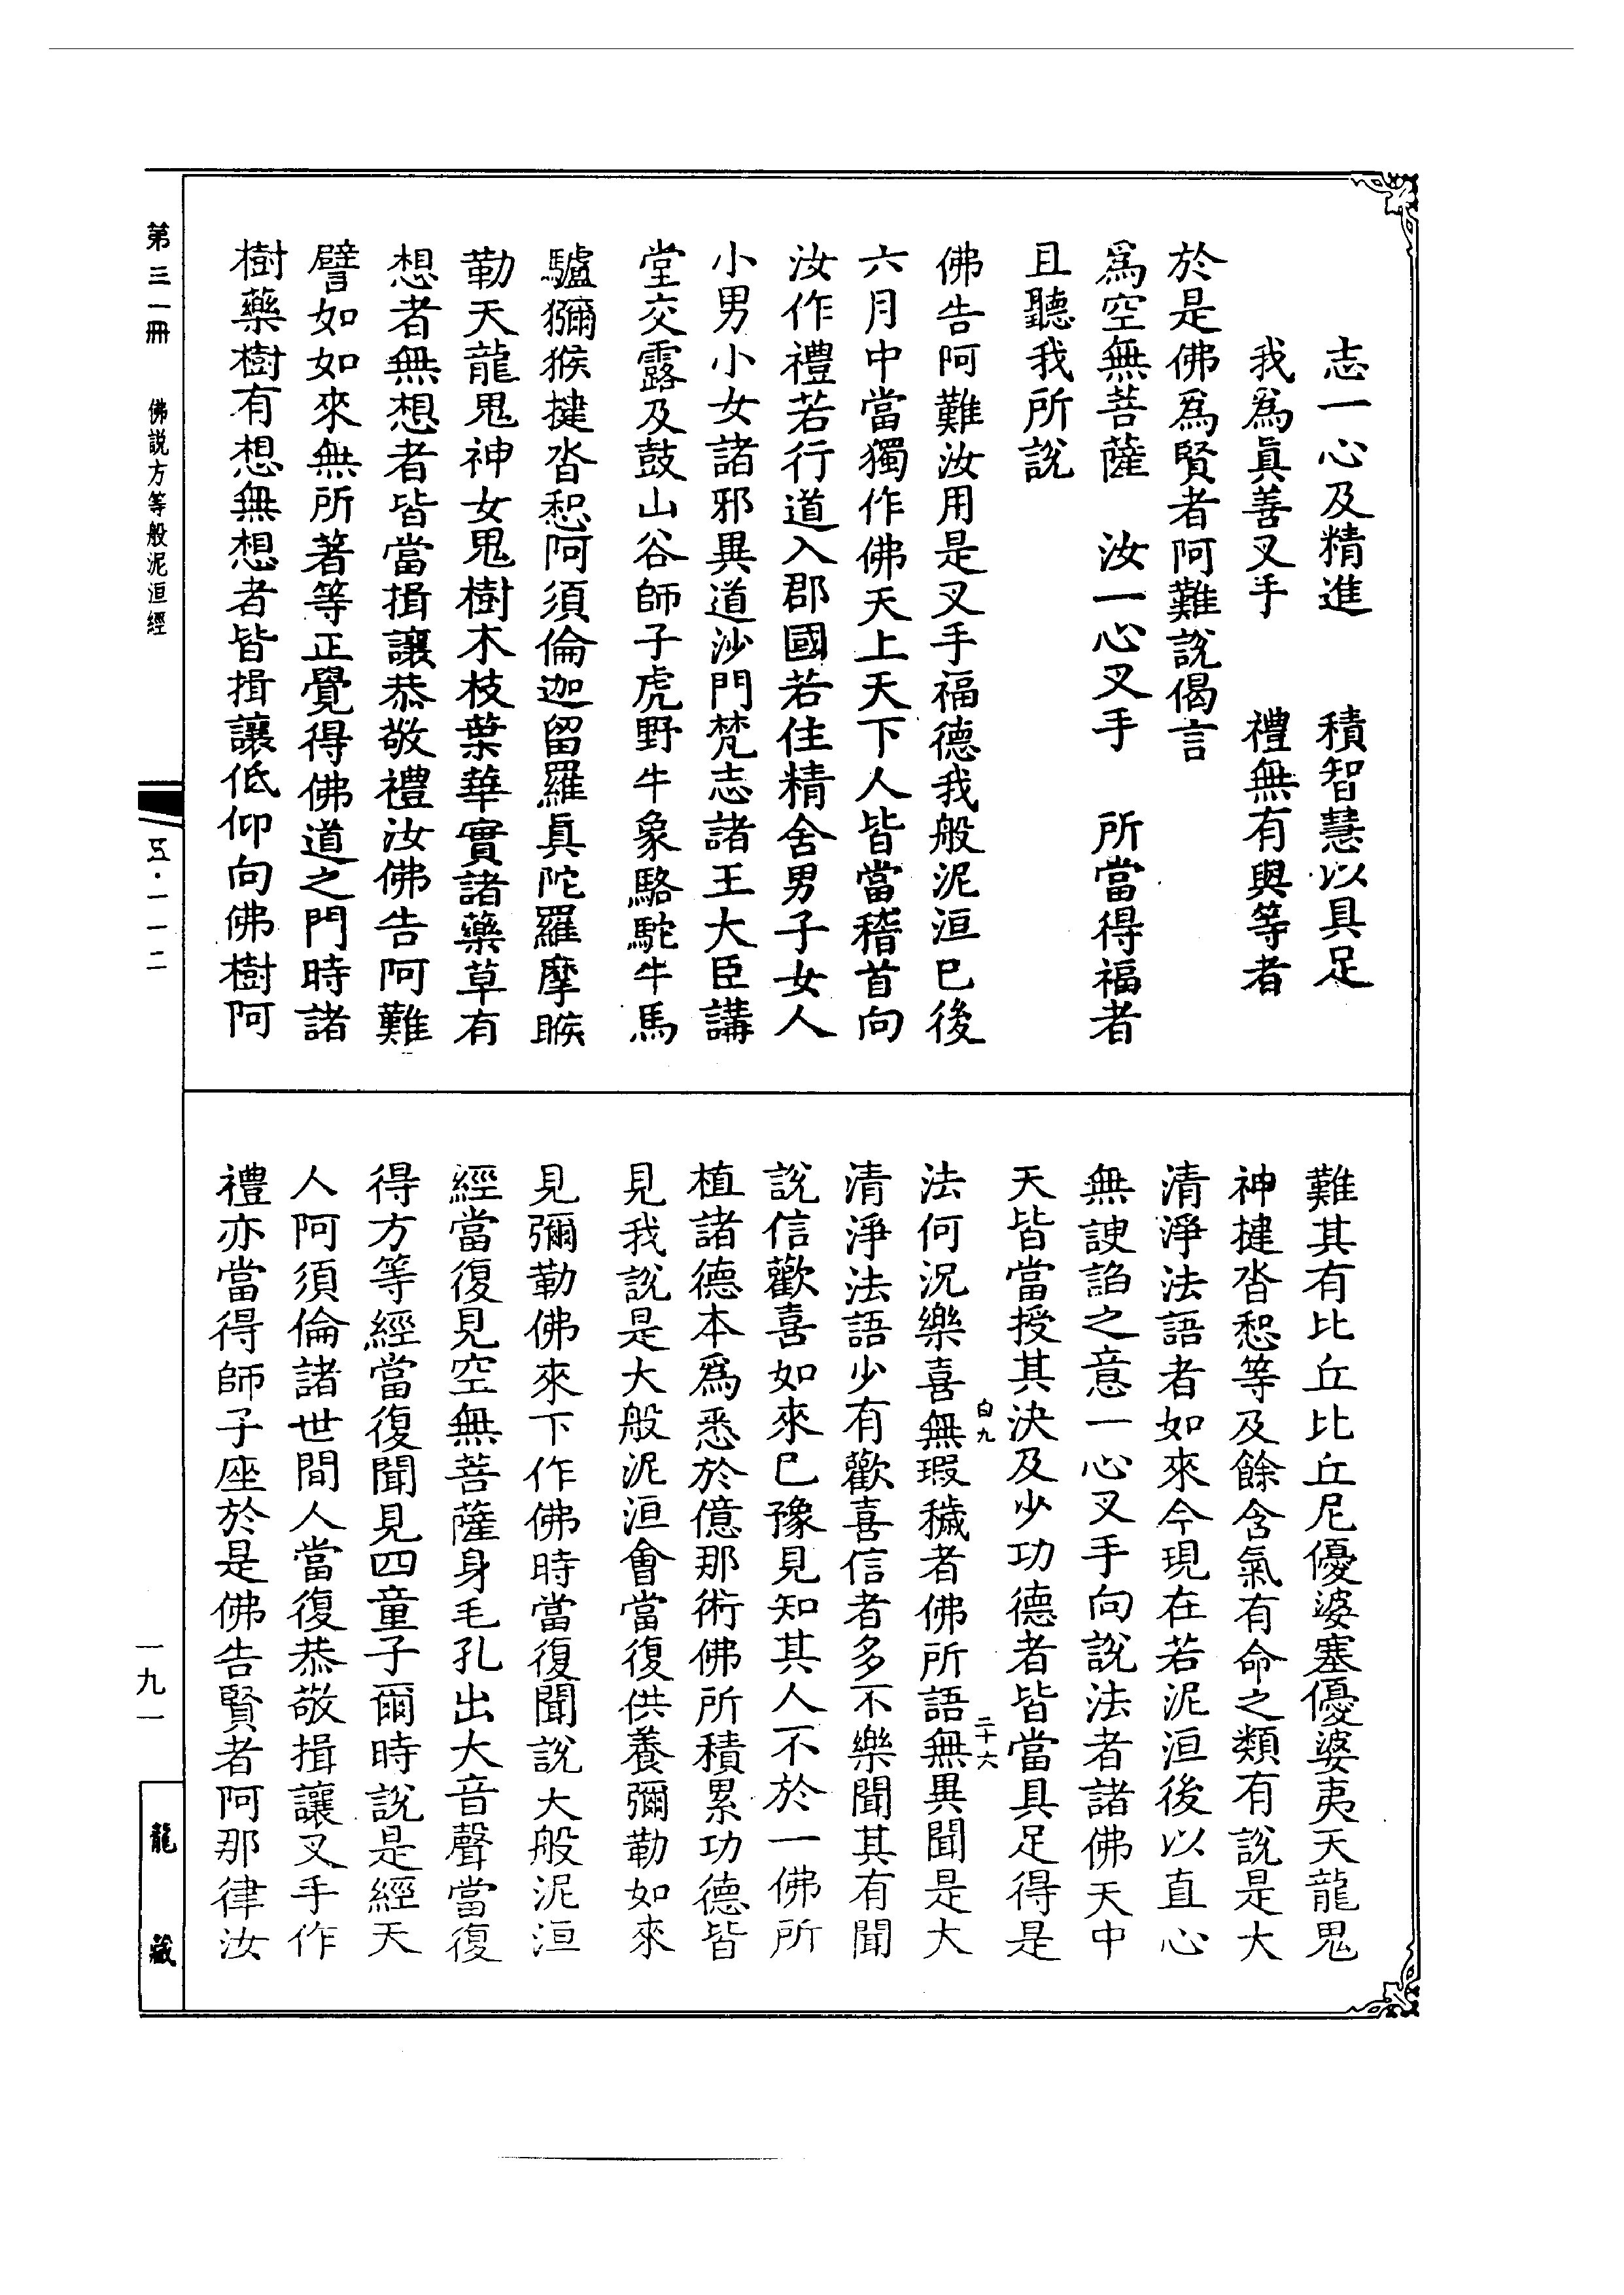 志一心及精進　積智慧以具足
我為真善叉手　禮無有與等者
於是佛為賢者阿難說偈言
為空無菩薩　汝一心叉手　所當得福者
且聽我所說
佛告阿難汝用是叉手福德我般泥洹已後
六月中當獨作佛天上天下人皆當稽首向
汝作禮若行道入郡國若住精舍男子女人
小男小女諸邪異道沙門梵志諸王大臣講
堂交露及鼓山谷師子虎野牛象駱駝牛馬
驢獼猴揵沓惒阿須倫迦留羅真陀羅摩睺
勒天龍鬼神女鬼樹木枝葉華實諸藥草有
想者無想者皆當揖讓恭敬禮汝佛告阿難
譬如如來無所著等正覺得佛道之門時諸
樹藥樹有想無想者皆揖讓低仰向佛樹阿
難其有比丘比丘尼優婆塞優婆夷天龍鬼
神揵沓惒等及餘含氣有命之類有說是大
清淨法語者如來今現在若泥洹後以直心
無諛諂之意一心叉手向說法者諸佛天中
天皆當授其決及少功德者皆當具足得是
法何況樂喜無瑕穢者佛所語無異聞是大
白九　二十六
清淨法語少有歡喜信者多不樂聞其有聞
說信歡喜如來已豫見知其人不於一佛所
植諸德本為悉於億那術佛所積累功德皆
見我說是大般泥洹會當復供養彌勒如來
見彌勒佛來下作佛時當復聞說大般泥洹
經當復見空無菩薩身毛孔出大音聲當復
得方等經當復聞見四童子爾時說是經天
人阿須倫諸世間人當復恭敬揖讓叉手作
禮亦當得師子座於是佛告賢者阿那律汝
第三一冊　佛說方等般泥洹經
五·一一二
一九一
龍藏